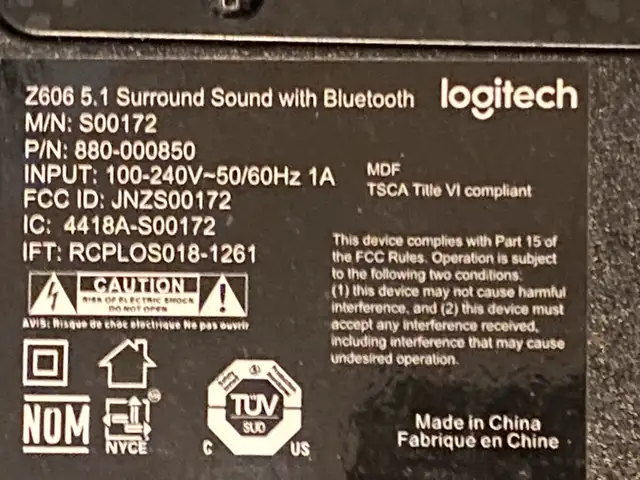 Z606 5.1 Surround Sound with Bluetooth
logitech
M/N: S00172
P/N: 880-000850
INPUT: 100-240V~50/60Hz 1A
FCC ID: JNZS00172
IC: 4418A-S00172
IFT: RCPLOS018-1261
MDF
TSCA Title VI compliant
This device complies with Part 15 of
the FCC Rules. Operation is subject
to the following two conditions:
(1) this device may not cause harmful
interference, and (2) this device must
accept any interference received,
including interference that may cause
undesired operation.
CAUTION
RISK OF ELECTRIC SHOCK
DO NOT OPEN
AVIS: Risque de choc electrique Ne pas ouvrir
NOM
NYCE
TÜV
SUD
C US
Made in China
Fabrique en Chine